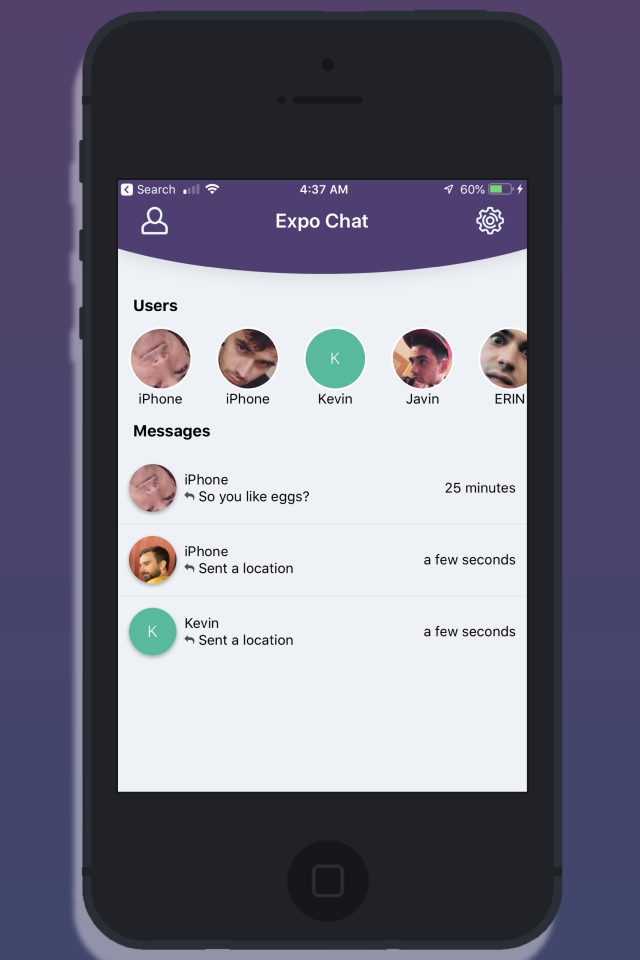 Search 4:37 AM 60%
Expo Chat
Users
K
iPhone iPhone Kevin Javin ERIN
Messages
iPhone
So you like eggs? 25 minutes
iPhone
Sent a location a few seconds
K
Kevin
Sent a location a few seconds